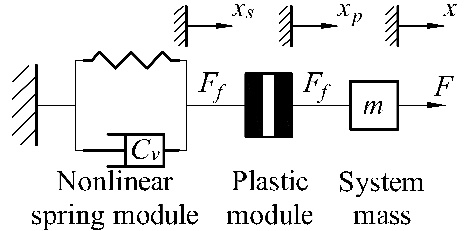 x_s x_p x
F_f F_f F
m
C_v
Nonlinear Plastic System
spring module module mass